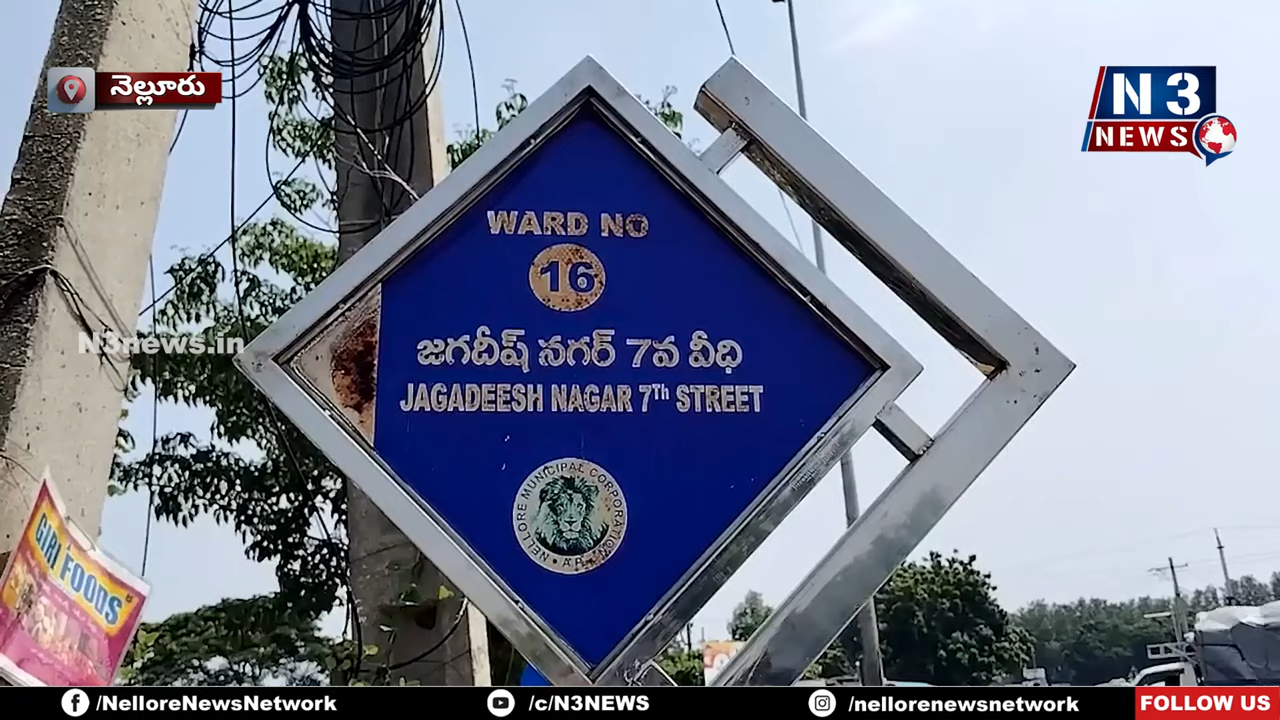 నెల్లూరు
N3
NEWS
WARD NO
16
జగదీష్ నగర్ 7వ వీధి
JAGADEESH NAGAR 7Th STREET
NELLORE MUNICIPAL CORPORATION
A.P.
N3news.in
GIRI FOODS
/NelloreNewsNetwork
/c/N3NEWS
/nellorenewsnetwork
FOLLOW US